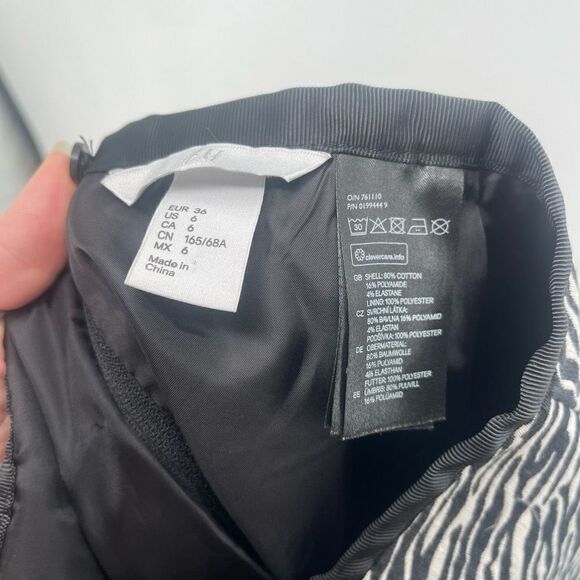 EUR 36
US 6
CA 6
CN 165/68A
MX 6
Made in
China
O/N 761110
P/N 0199444 9
30
clevercare.info
GB SHELL: 80% COTTON
16% POLYAMIDE
4% ELASTANE
LINING: 100% POLYESTER
CZ SVRCHNÍ LÁTKA:
80% BAVLNA 16% POLYAMID
4% ELASTAN
PODŠÍVKA: 100% POLYESTER
DE OBERMATERIAL:
80% BAUMWOLLE
16% POLYAMID
4% ELASTHAN
FUTTER: 100% POLYESTER
EE ÜMBRIS: 80% PUUVILL
16% POLÜAMID